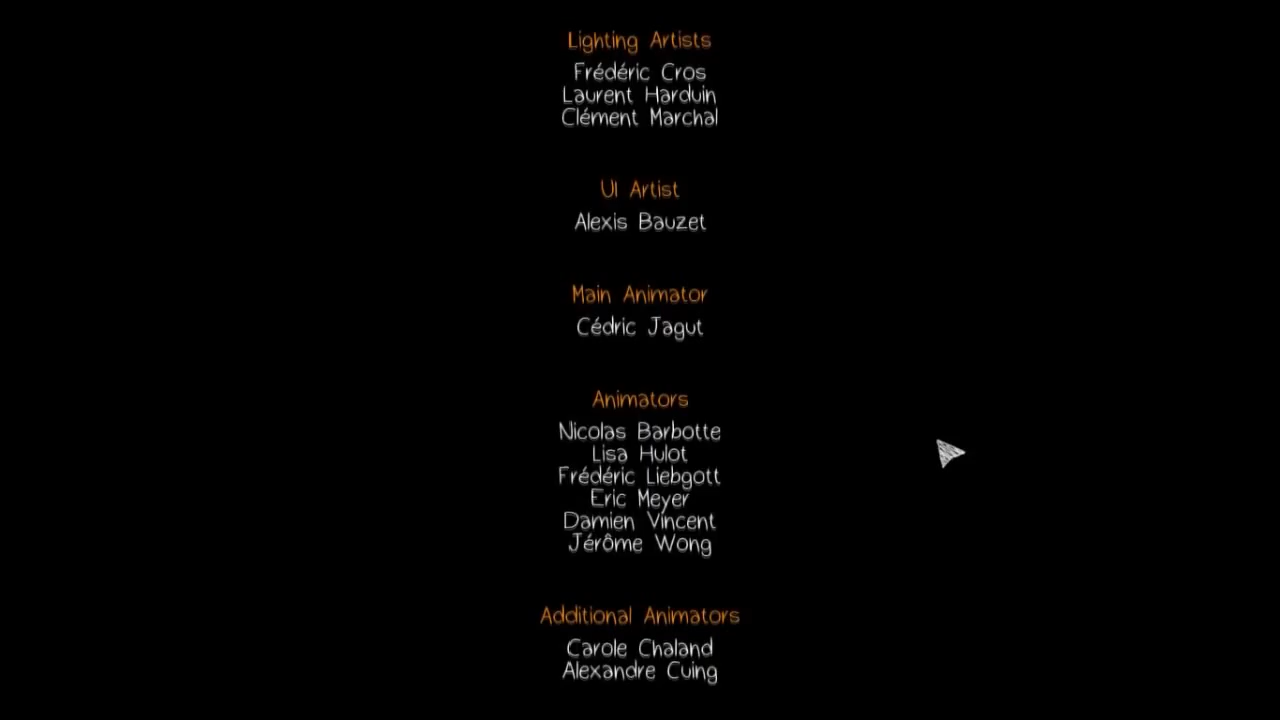 Lighting Artists
Frédéric Cros
Laurent Harduin
Clément Marchal
UI Artist
Alexis Bauzet
Main Animator
Cédric Jagut
Animators
Nicolas Barbotte
Lisa Hulot
Frédéric Liebgott
Eric Meyer
Damien Vincent
Jérôme Wong
Additional Animators
Carole Chaland
Alexandre Cuing